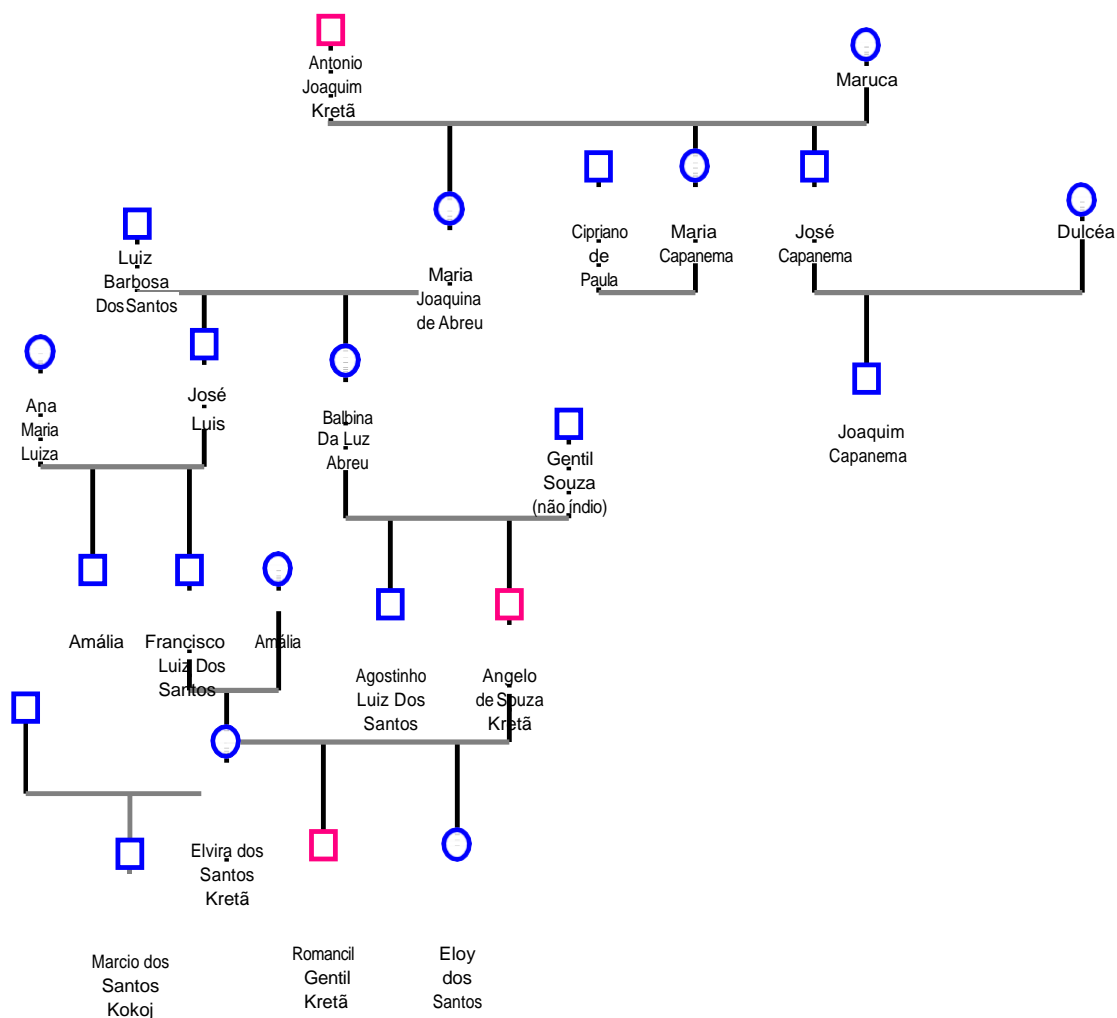 Antonio
Joaquim
Kretã
Maruca
Luiz
Barbosa
Dos Santos
Maria
Joaquina
de Abreu
Cipriano
de
Paula
Maria
Capanema
José
Capanema
Dulcéa
Ana
Maria
Luiza
José
Luis
Balbina
Da Luz
Abreu
Gentil
Souza
(não índio)
Joaquim
Capanema
Amália
Francisco
Luiz Dos
Santos
Amália
Agostinho
Luiz Dos
Santos
Angelo
de Souza
Kretã
Elvira dos
Santos
Kretã
Marcio dos
Santos
Kokoj
Romancil
Gentil
Kretã
Eloy
dos
Santos